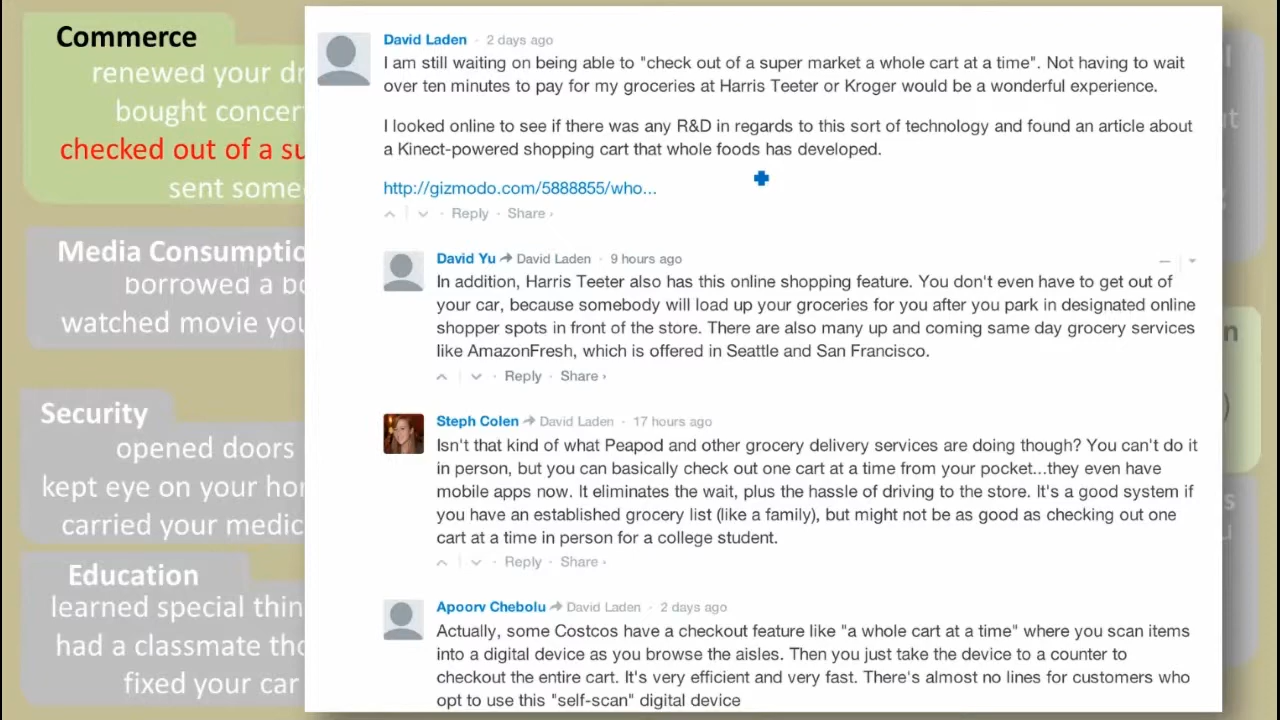 Commerce
renewed your dr
bought concer
checked out of a su
sent some
Media Consumptio
borrowed a bo
watched movie you
Security
opened doors
kept eye on your hor
carried your medic
Education
learned special thin
had a classmate tho
fixed your car
David Laden · 2 days ago
I am still waiting on being able to "check out of a super market a whole cart at a time". Not having to wait
over ten minutes to pay for my groceries at Harris Teeter or Kroger would be a wonderful experience.
I looked online to see if there was any R&D in regards to this sort of technology and found an article about
a Kinect-powered shopping cart that whole foods has developed.
http://gizmodo.com/5888855/who...
Reply · Share ›
David Yu David Laden · 9 hours ago
In addition, Harris Teeter also has this online shopping feature. You don't even have to get out of
your car, because somebody will load up your groceries for you after you park in designated online
shopper spots in front of the store. There are also many up and coming same day grocery services
like AmazonFresh, which is offered in Seattle and San Francisco.
Reply · Share ›
Steph Colen David Laden · 17 hours ago
Isn't that kind of what Peapod and other grocery delivery services are doing though? You can't do it
in person, but you can basically check out one cart at a time from your pocket...they even have
mobile apps now. It eliminates the wait, plus the hassle of driving to the store. It's a good system if
you have an established grocery list (like a family), but might not be as good as checking out one
cart at a time in person for a college student.
Reply · Share ›
Apoorv Chebolu David Laden · 2 days ago
Actually, some Costcos have a checkout feature like "a whole cart at a time" where you scan items
into a digital device as you browse the aisles. Then you just take the device to a counter to
checkout the entire cart. It's very efficient and very fast. There's almost no lines for customers who
opt to use this "self-scan" digital device